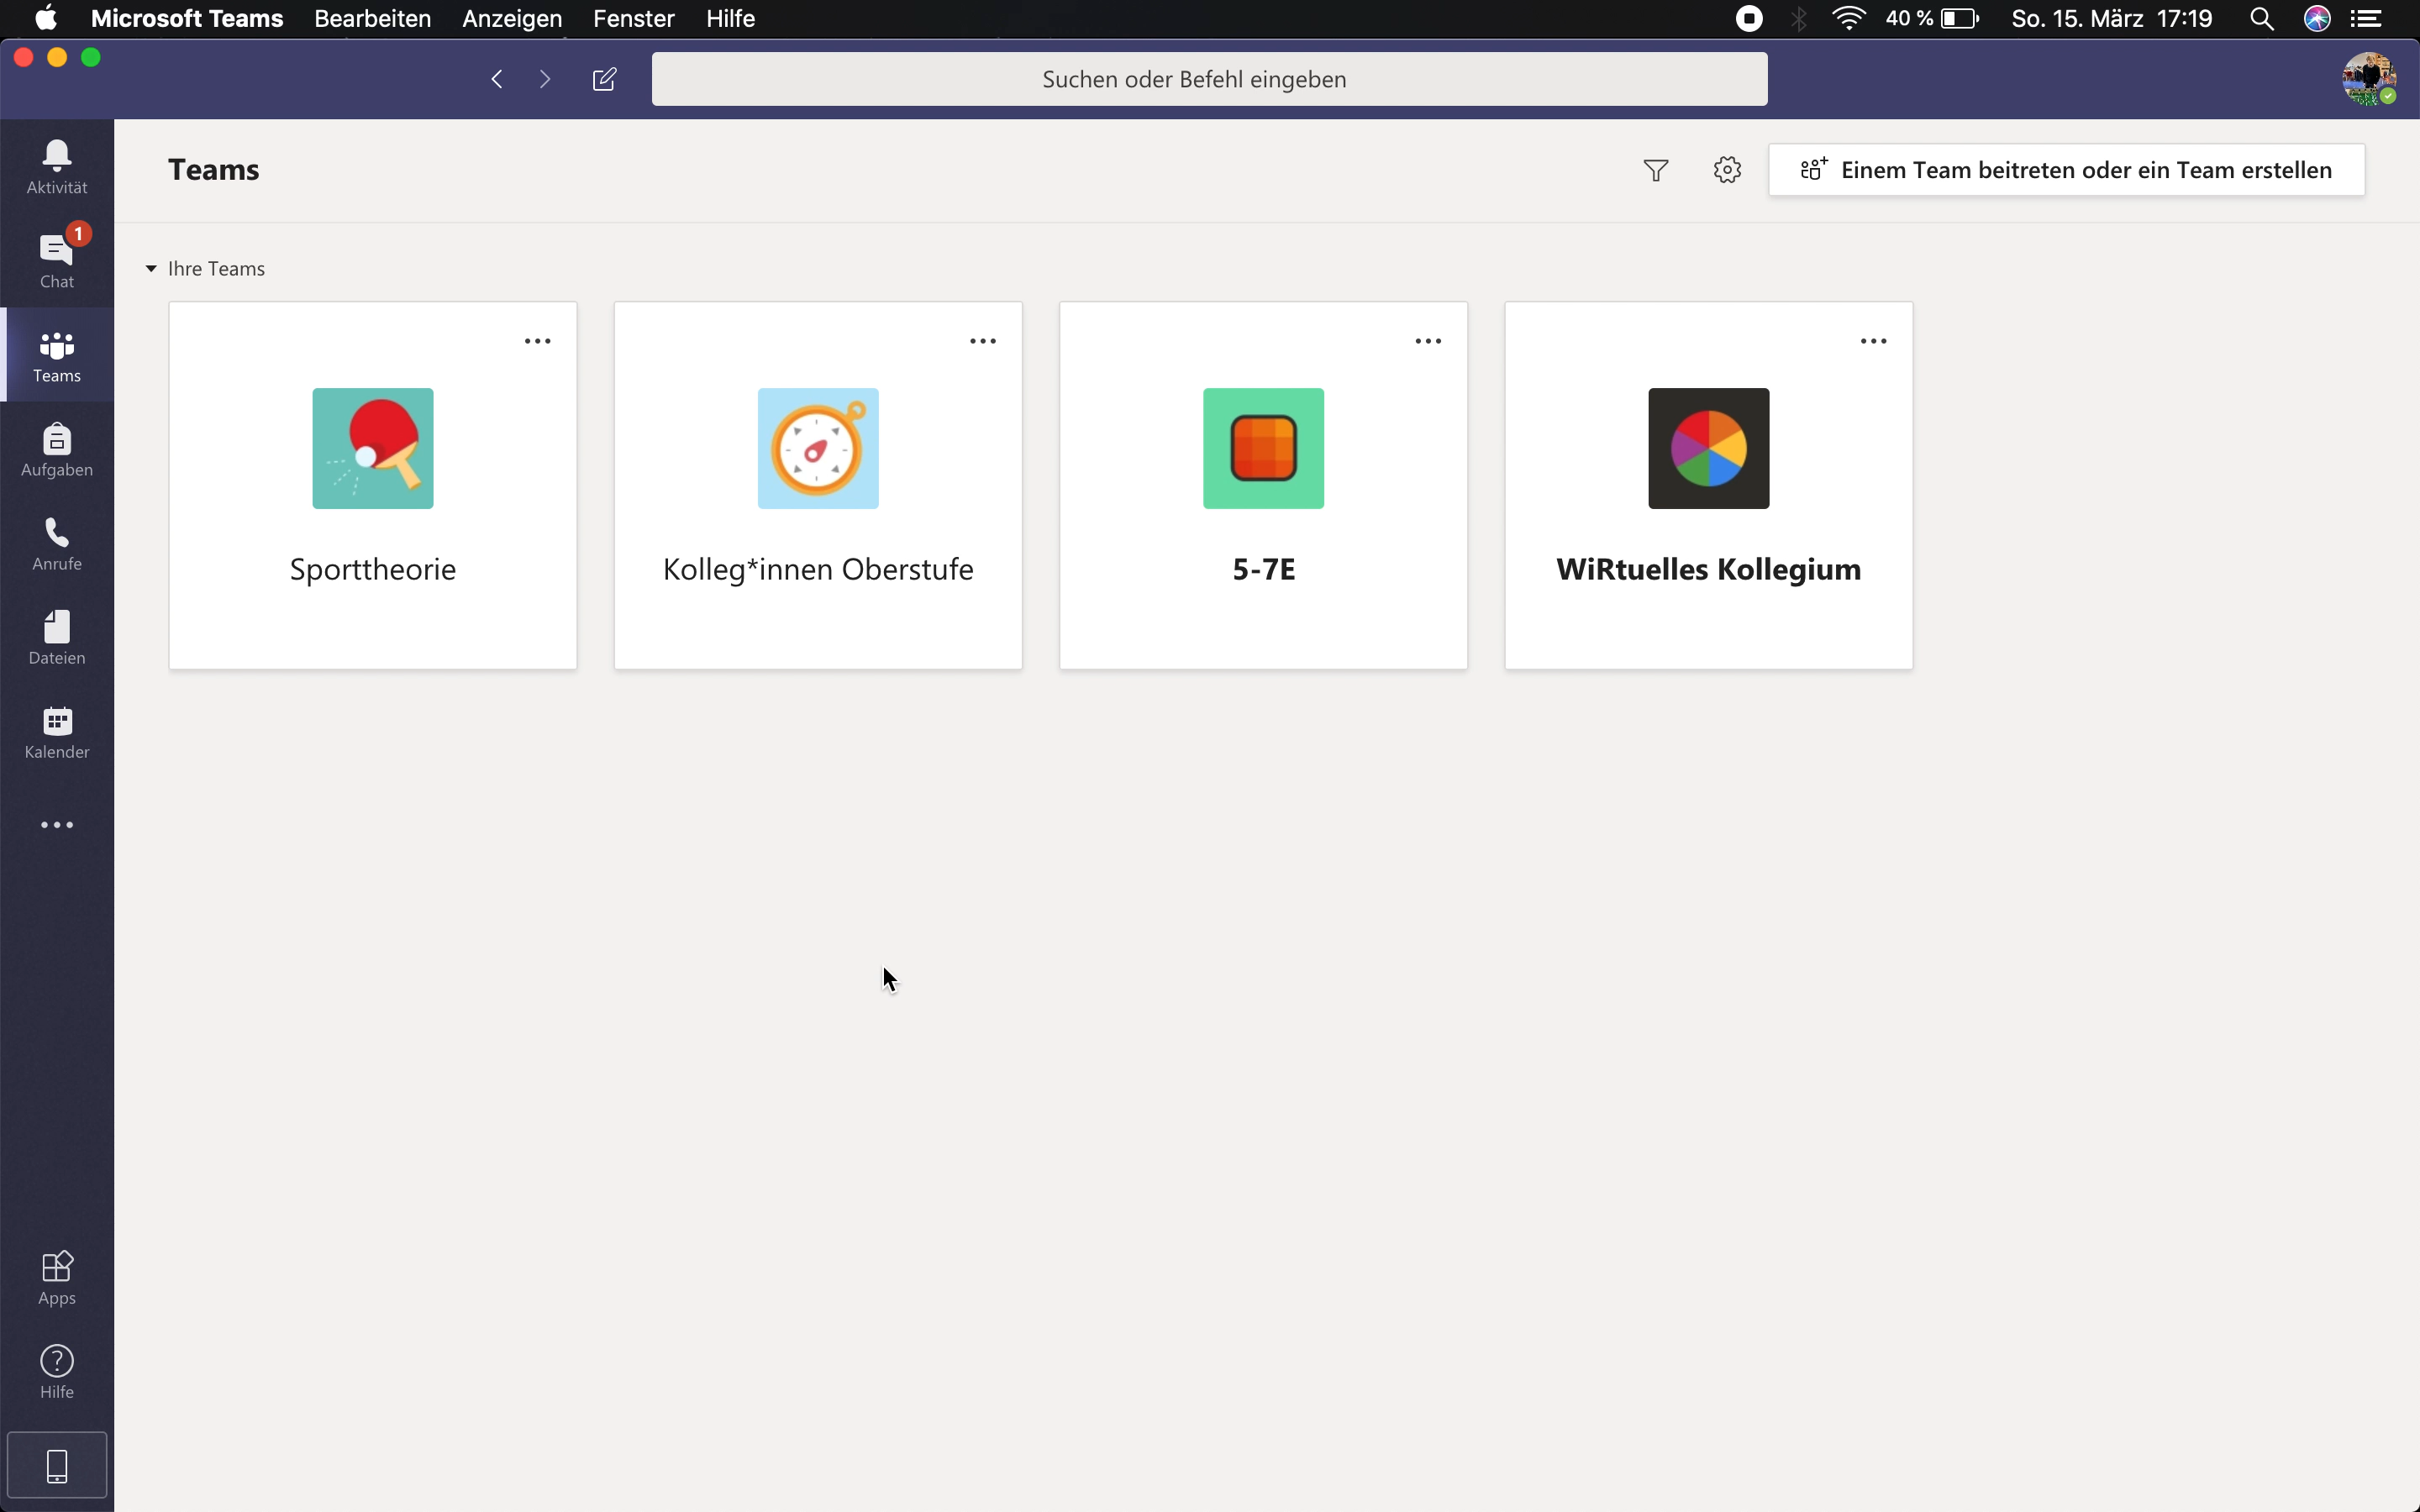 Microsoft Teams Bearbeiten Anzeigen Fenster Hilfe 40 % So. 15. März 17:19
Suchen oder Befehl eingeben
Aktivität
1
Chat
Teams
Aufgaben
Anrufe
Dateien
Kalender
Apps
Hilfe
Teams
Einem Team beitreten oder ein Team erstellen
Ihre Teams
Sporttheorie
Kolleg*innen Oberstufe
5-7E
WiRtuelles Kollegium